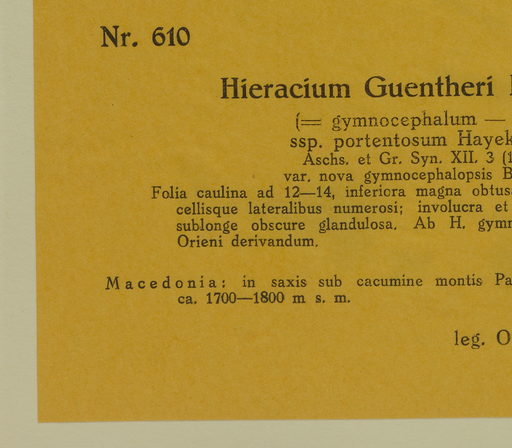 Nr. 610
Hieracium Guentheri
(= gymnocephalum —
ssp. portentosum Hayek
Aschs. et Gr. Syn. XII. 3 (1
var. nova gymnocephalopsis B
Folia caulina ad 12—14, inferiora magna obtus
cellisque lateralibus numerosi; involucra et
sublonge obscure glandulosa. Ab H. gymn
Orieni derivandum.
Macedonia: in saxis sub cacumine montis Pa
ca. 1700—1800 m s. m.
leg. O